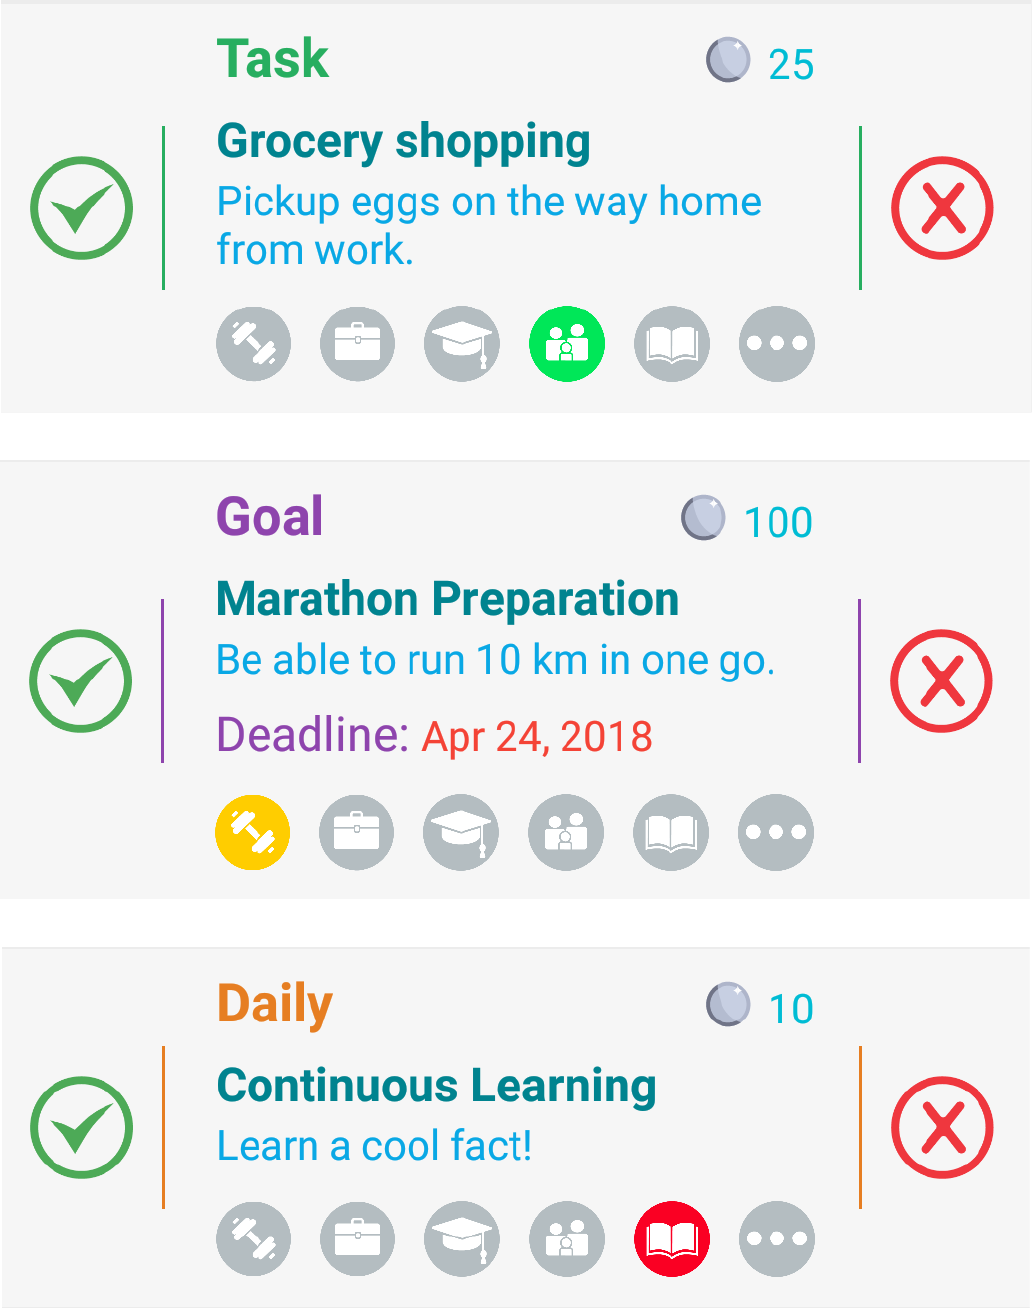 Task
25
Grocery shopping
Pickup eggs on the way home
from work.
Goal
100
Marathon Preparation
Be able to run 10 km in one go.
Deadline: Apr 24, 2018
Daily
10
Continuous Learning
Learn a cool fact!